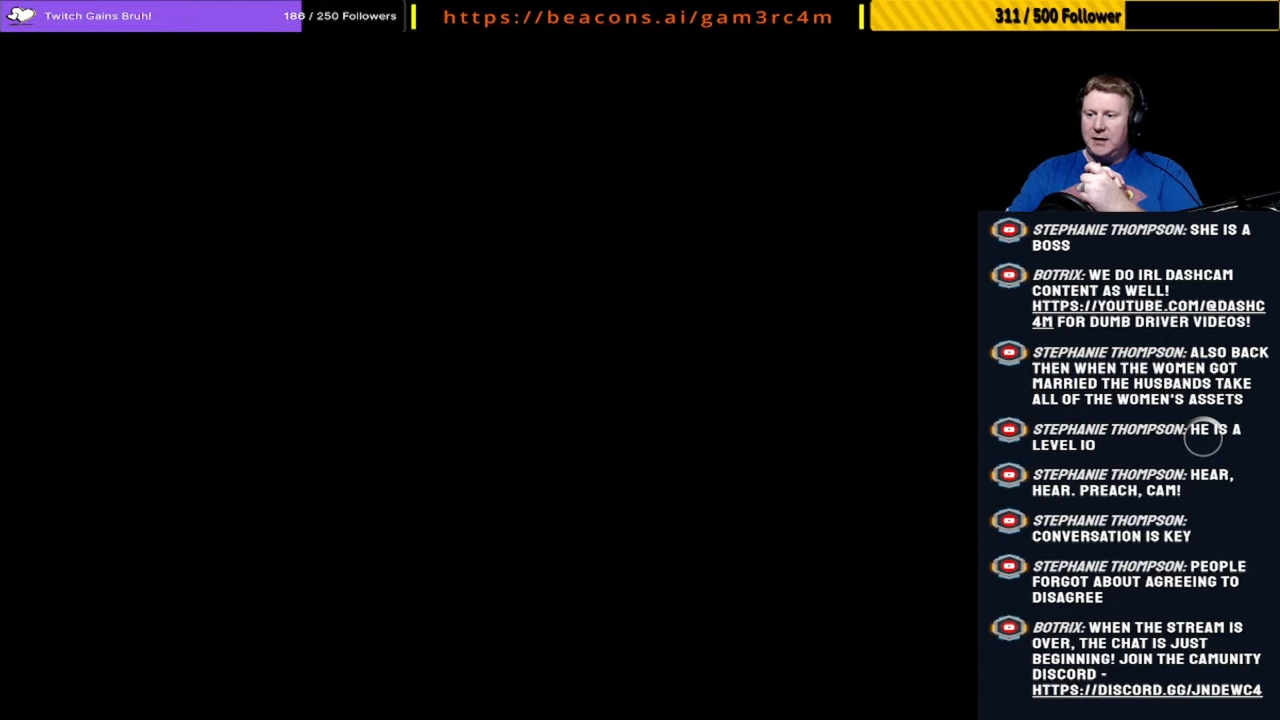 Twitch Gains Bruh!
186 / 250 Followers
https://beacons.ai/gam3rc4m
311 / 500 Follower
STEPHANIE THOMPSON: SHE IS A
BOSS
BOTRIX: WE DO IRL DASHCAM
CONTENT AS WELL!
HTTPS://YOUTUBE.COM/@DASHC
4M FOR DUMB DRIVER VIDEOS!
STEPHANIE THOMPSON: ALSO BACK
THEN WHEN THE WOMEN GOT
MARRIED THE HUSBANDS TAKE
ALL OF THE WOMEN'S ASSETS
STEPHANIE THOMPSON: HE IS A
LEVEL 10
STEPHANIE THOMPSON: HEAR,
HEAR. PREACH, CAM!
STEPHANIE THOMPSON:
CONVERSATION IS KEY
STEPHANIE THOMPSON: PEOPLE
FORGOT ABOUT AGREEING TO
DISAGREE
BOTRIX: WHEN THE STREAM IS
OVER, THE CHAT IS JUST
BEGINNING! JOIN THE CAMUNITY
DISCORD -
HTTPS://DISCORD.GG/JNDEWC4